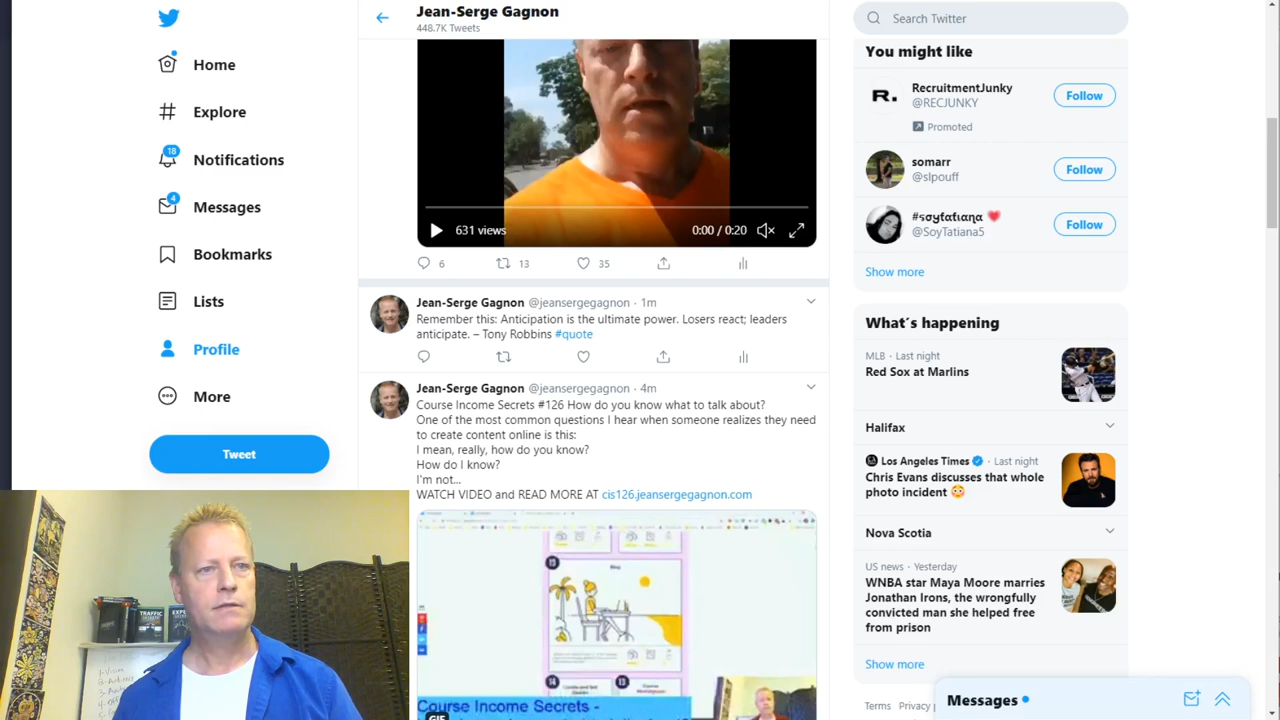 Home
Explore
18
Notifications
4
Messages
Bookmarks
Lists
Profile
More
Tweet
Jean-Serge Gagnon
448.7K Tweets
631 views
0:00 / 0:20
6
13
35
Jean-Serge Gagnon @jeansergegagnon · 1m
Remember this: Anticipation is the ultimate power. Losers react; leaders
anticipate. – Tony Robbins #quote
Jean-Serge Gagnon @jeansergegagnon · 4m
Course Income Secrets #126 How do you know what to talk about?
One of the most common questions I hear when someone realizes they need
to create content online is this:
I mean, really, how do you know?
How do I know?
I'm not...
WATCH VIDEO and READ MORE AT cis126.jeansergegagnon.com
Blog
Course Income Secrets -
GIF
TRAFFIC
Search Twitter
You might like
R.
RecruitmentJunky
@RECJUNKY
Promoted
Follow
somarr
@slpouff
Follow
@SoyTatiana5
Follow
Show more
What's happening
MLB · Last night
Red Sox at Marlins
Halifax
Los Angeles Times · Last night
Chris Evans discusses that whole
photo incident 😳
Nova Scotia
US news · Yesterday
WNBA star Maya Moore marries
Jonathan Irons, the wrongfully
convicted man she helped free
from prison
Show more
Terms
Privacy
Messages